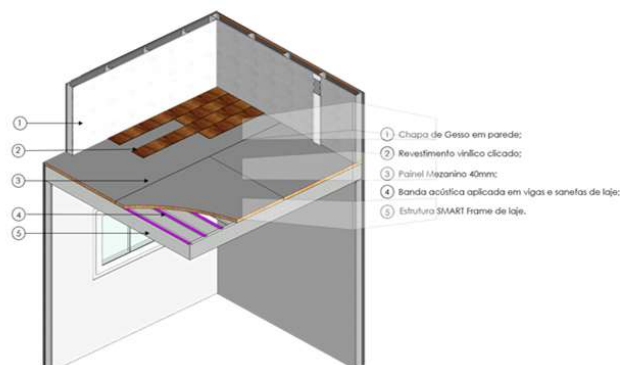 1 Chapa de Gesso em parede;
1
2 Revestimento vinílico clicado;
2
3 Painel Mezanino 40mm;
3
4 Banda acústica aplicada em vigas e sanefas de laje;
4
5 Estrutura SMART Frame de laje.
5